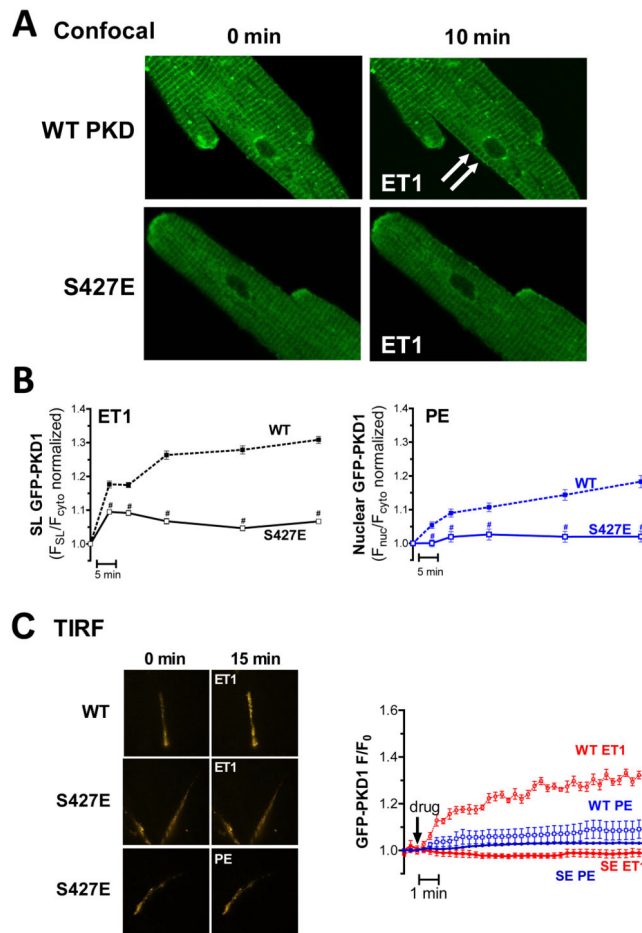 A Confocal
0 min 10 min
WT PKD
ET1
S427E
ET1
B
ET1
SL GFP-PKD1
(F_SL/F_cyto normalized)
1.4
1.3
1.2
1.1
1.0
WT
# # # # #
S427E
5 min
PE
Nuclear GFP-PKD1
(F_nuc/F_cyto normalized)
1.4
1.3
1.2
1.1
1.0
WT
# # # # #
S427E
5 min
C TIRF
0 min 15 min
WT
ET1
S427E
ET1
S427E
PE
GFP-PKD1 F/F0
1.6
1.4
1.2
1.0
drug
1 min
WT ET1
WT PE
SE ET1
SE PE